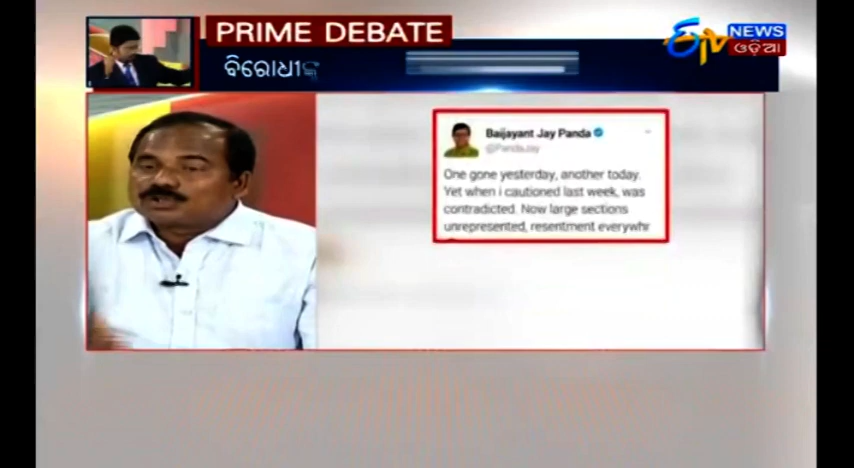 PRIME DEBATE
ବିରୋଧୀଙ୍କ
ETV NEWS
ଓଡ଼ିଆ
Baijayant Jay Panda
@PandaJay
One gone yesterday, another today.
Yet when i cautioned last week, was
contradicted. Now large sections
unrepresented, resentment everywhr